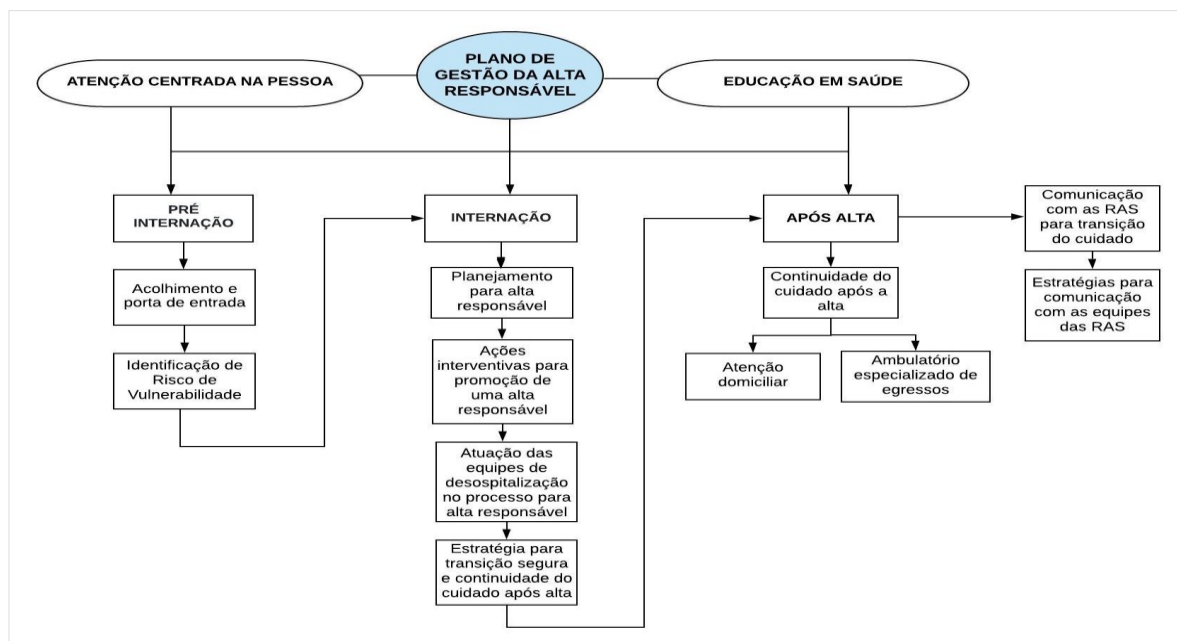 PLANO DE
GESTÃO DA ALTA
RESPONSÁVEL
ATENÇÃO CENTRADA NA PESSOA
EDUCAÇÃO EM SAÚDE
PRÉ
INTERNAÇÃO
Acolhimento e
porta de entrada
Identificação de
Risco de
Vulnerabilidade
INTERNAÇÃO
Planejamento
para alta
responsável
Ações
interventivas para
promoção de
uma alta
responsável
Atuação das
equipes de
desospitalização
no processo para
alta responsável
Estratégia para
transição segura
e continuidade do
cuidado após alta
APÓS ALTA
Continuidade do
cuidado após a
alta
Atenção
domiciliar
Ambulatório
especializado de
egressos
Comunicação
com as RAS
para transição
do cuidado
Estratégias para
comunicação
com as equipes
das RAS